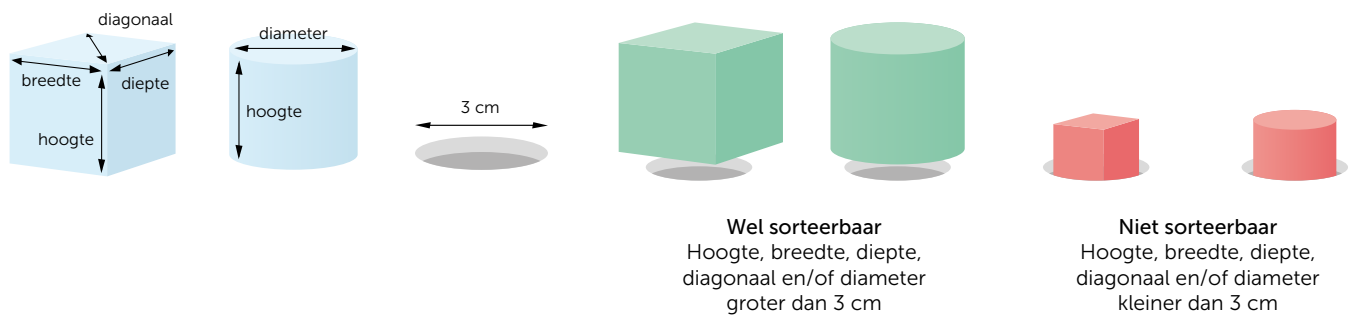 diagonaal
breedte
diepte
hoogte
diameter
hoogte
3 cm
Wel sorteerbaar
Hoogte, breedte, diepte,
diagonaal en/of diameter
groter dan 3 cm
Niet sorteerbaar
Hoogte, breedte, diepte,
diagonaal en/of diameter
kleiner dan 3 cm